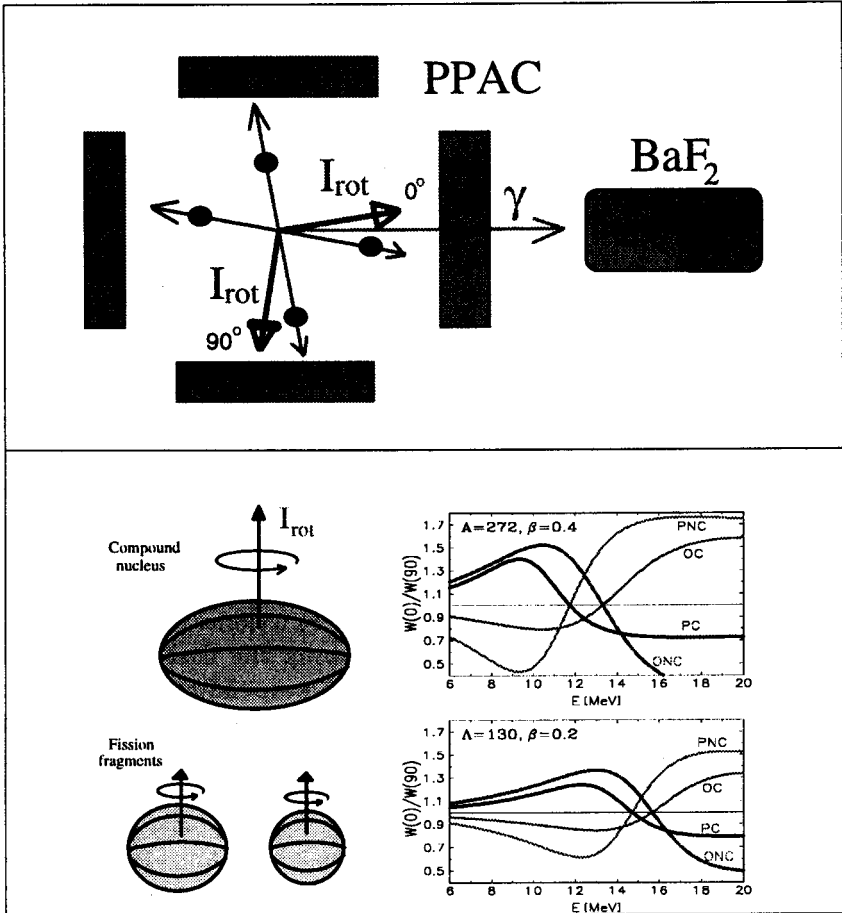 PPAC
BaF2
Irot 0°
γ
Irot
90°
Irot
Compound
nucleus
A=272, β=0.4
PNC
OC
PC
ONC
W(0)/W(90)
1.7
1.5
1.3
1.1
0.9
0.7
0.5
6 8 10 12 14 16 18 20
E [MeV]
Fission
fragments
A=130, β=0.2
PNC
OC
PC
ONC
W(0)/W(90)
1.7
1.5
1.3
1.1
0.9
0.7
0.5
6 8 10 12 14 16 18 20
E [MeV]